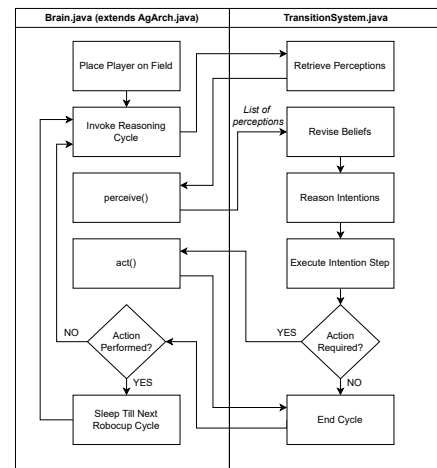 Brain.java (extends AgArch.java)
TransitionSystem.java
Place Player on Field
Retrieve Perceptions
Invoke Reasoning
Cycle
List of
perceptions
Revise Beliefs
perceive()
Reason Intentions
act()
Execute Intention Step
NO
Action
Performed?
YES
Action
Required?
YES
NO
Sleep Till Next
Robocup Cycle
End Cycle